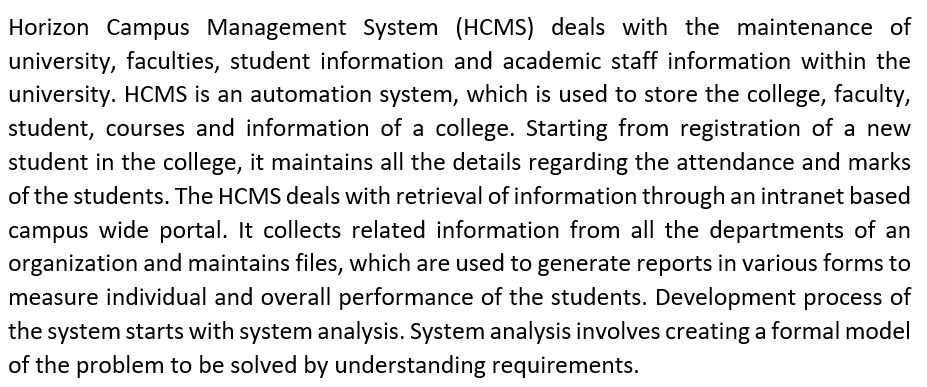 Horizon Campus Management System (HCMS) deals with the maintenance of
university, faculties, student information and academic staff information within the
university. HCMS is an automation system, which is used to store the college, faculty,
student, courses and information of a college. Starting from registration of a new
student in the college, it maintains all the details regarding the attendance and marks
of the students. The HCMS deals with retrieval of information through an intranet based
campus wide portal. It collects related information from all the departments of an
organization and maintains files, which are used to generate reports in various forms to
measure individual and overall performance of the students. Development process of
the system starts with system analysis. System analysis involves creating a formal model
of the problem to be solved by understanding requirements.